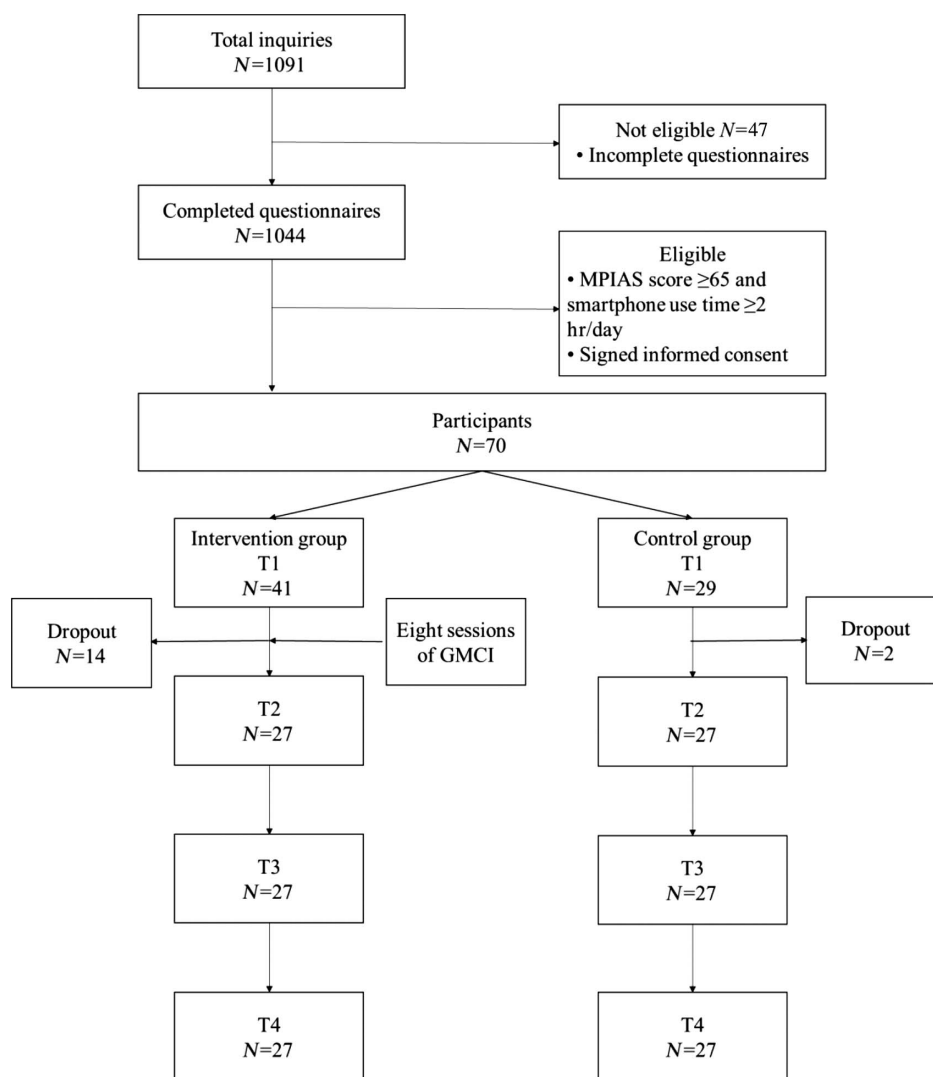 Total inquiries
N=1091
Not eligible N=47
• Incomplete questionnaires
Completed questionnaires
N=1044
Eligible
• MPIAS score ≥65 and
smartphone use time ≥2
hr/day
• Signed informed consent
Participants
N=70
Intervention group
T1
N=41
Control group
T1
N=29
Dropout
N=14
Eight sessions
of GMCI
Dropout
N=2
T2
N=27
T2
N=27
T3
N=27
T3
N=27
T4
N=27
T4
N=27